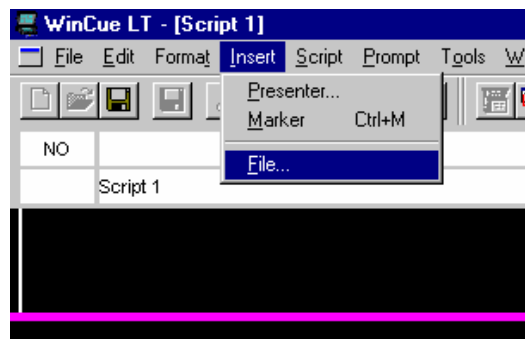 WinCue LT - [Script 1]
File Edit Format Insert Script Prompt Tools W
Presenter...
Marker Ctrl+M
File...
NO
Script 1